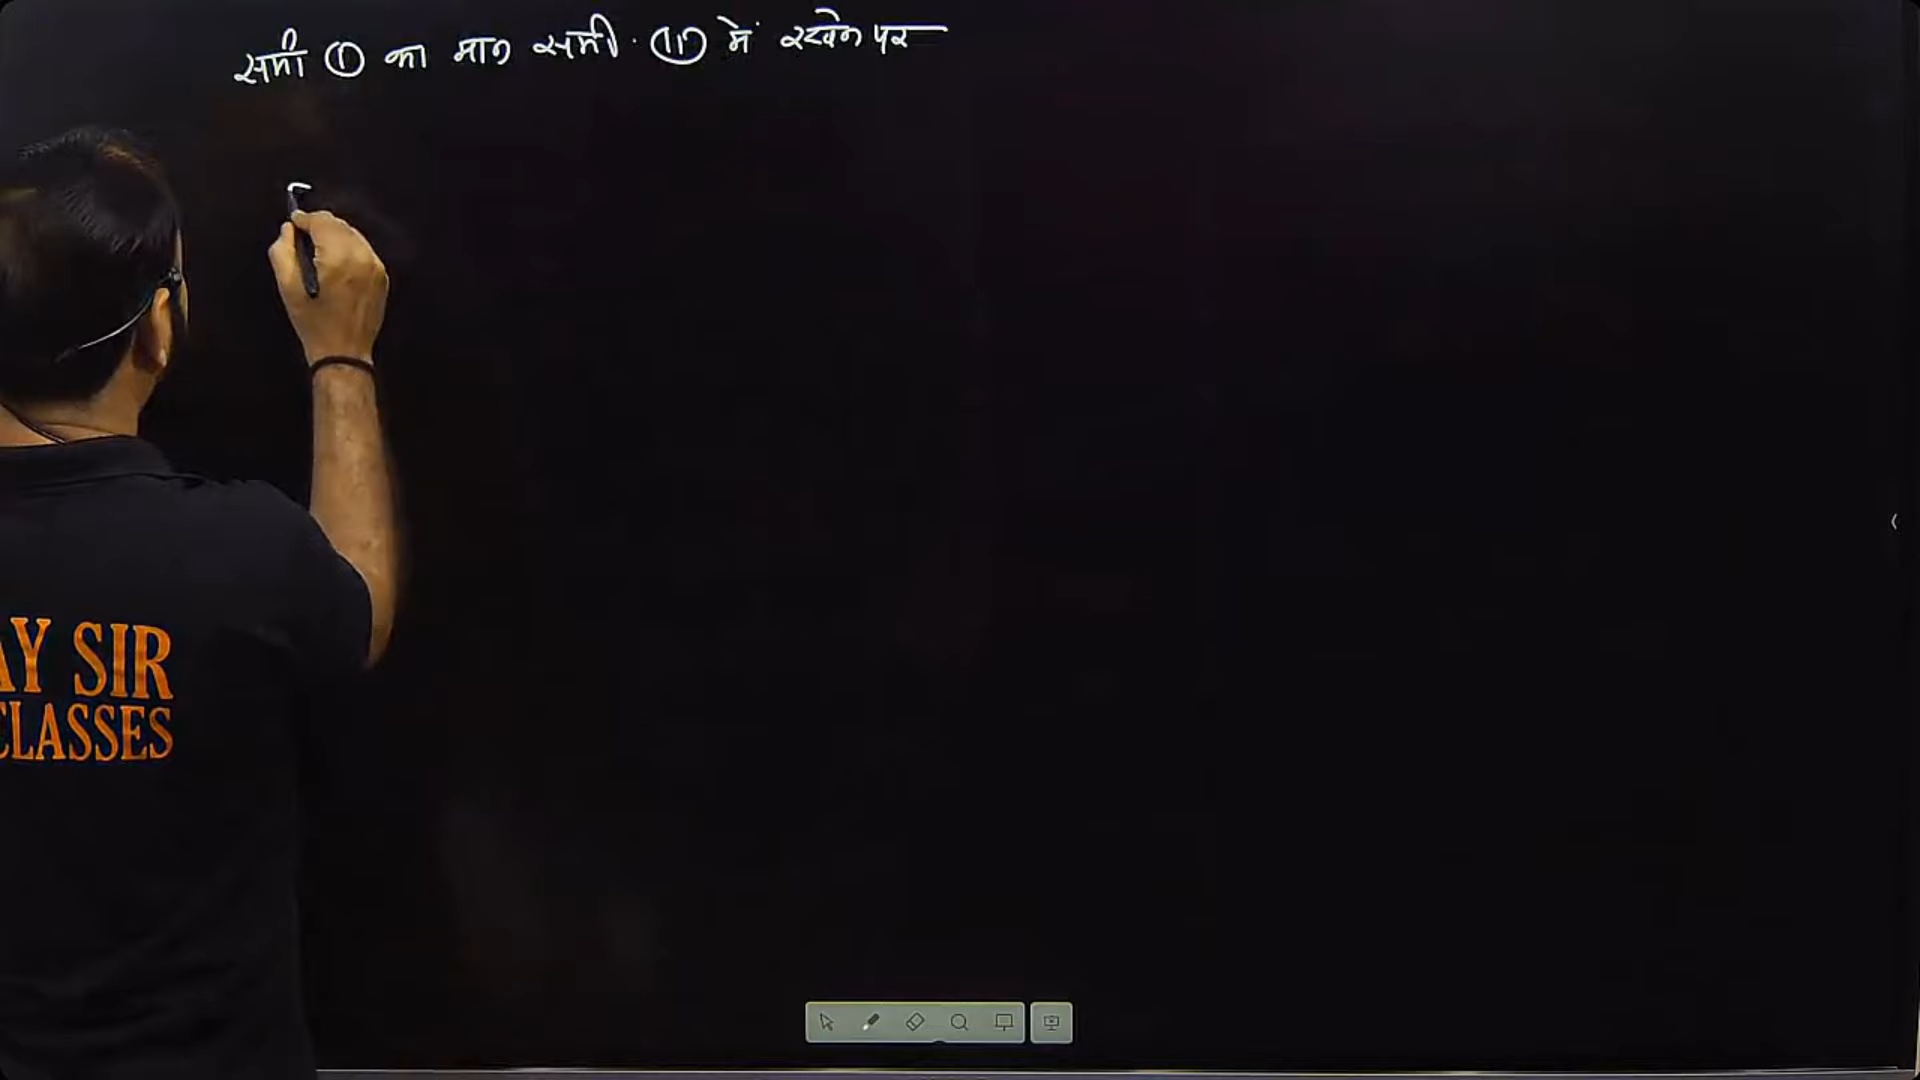 समी ① का मान समी. ⑪ में रखने पर
AY SIR
CLASSES